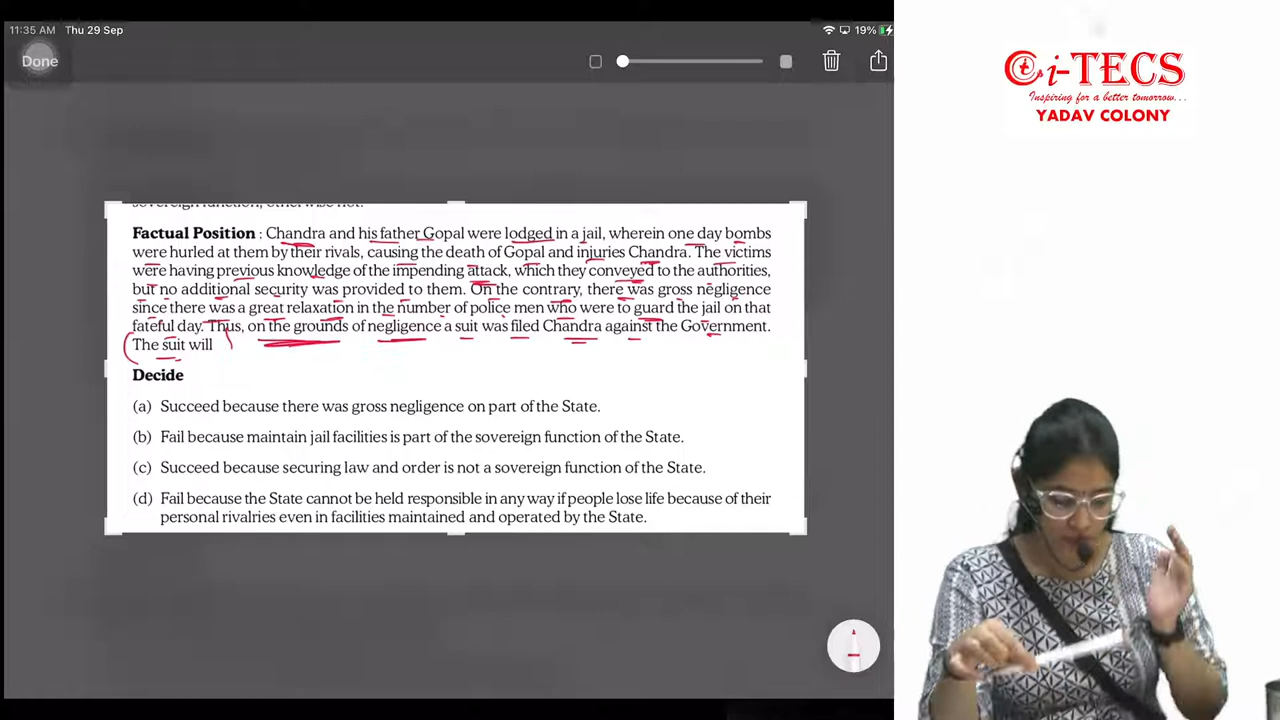 11:35 AM Thu 29 Sep
19%
Done
i-TECS
Inspiring for a better tomorrow...
YADAV COLONY
sovereign function, otherwise not.
Factual Position : Chandra and his father Gopal were lodged in a jail, wherein one day bombs
were hurled at them by their rivals, causing the death of Gopal and injuries Chandra. The victims
were having previous knowledge of the impending attack, which they conveyed to the authorities,
but no additional security was provided to them. On the contrary, there was gross negligence
since there was a great relaxation in the number of police men who were to guard the jail on that
fateful day. Thus, on the grounds of negligence a suit was filed Chandra against the Government.
The suit will
Decide
(a) Succeed because there was gross negligence on part of the State.
(b) Fail because maintain jail facilities is part of the sovereign function of the State.
(c) Succeed because securing law and order is not a sovereign function of the State.
(d) Fail because the State cannot be held responsible in any way if people lose life because of their
personal rivalries even in facilities maintained and operated by the State.